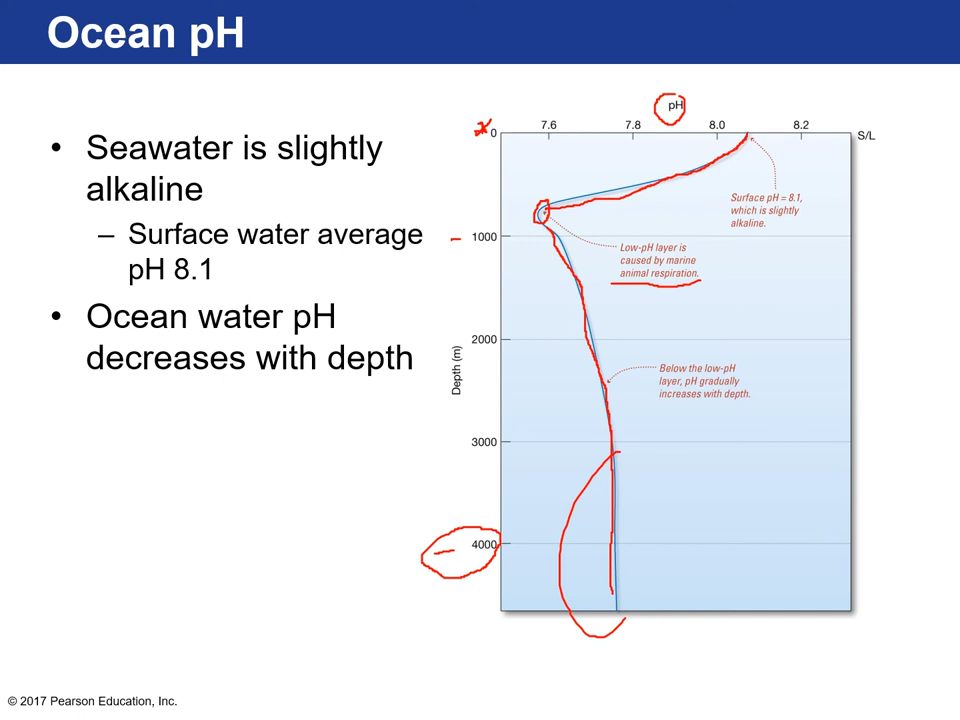 Ocean pH
• Seawater is slightly
alkaline
– Surface water average
pH 8.1
• Ocean water pH
decreases with depth
pH
7.6 7.8 8.0 8.2
0 S/L
Surface pH = 8.1,
which is slightly
alkaline.
1000
Low-pH layer is
caused by marine
animal respiration.
2000
Depth (m)
Below the low-pH
layer, pH gradually
increases with depth.
3000
4000
© 2017 Pearson Education, Inc.